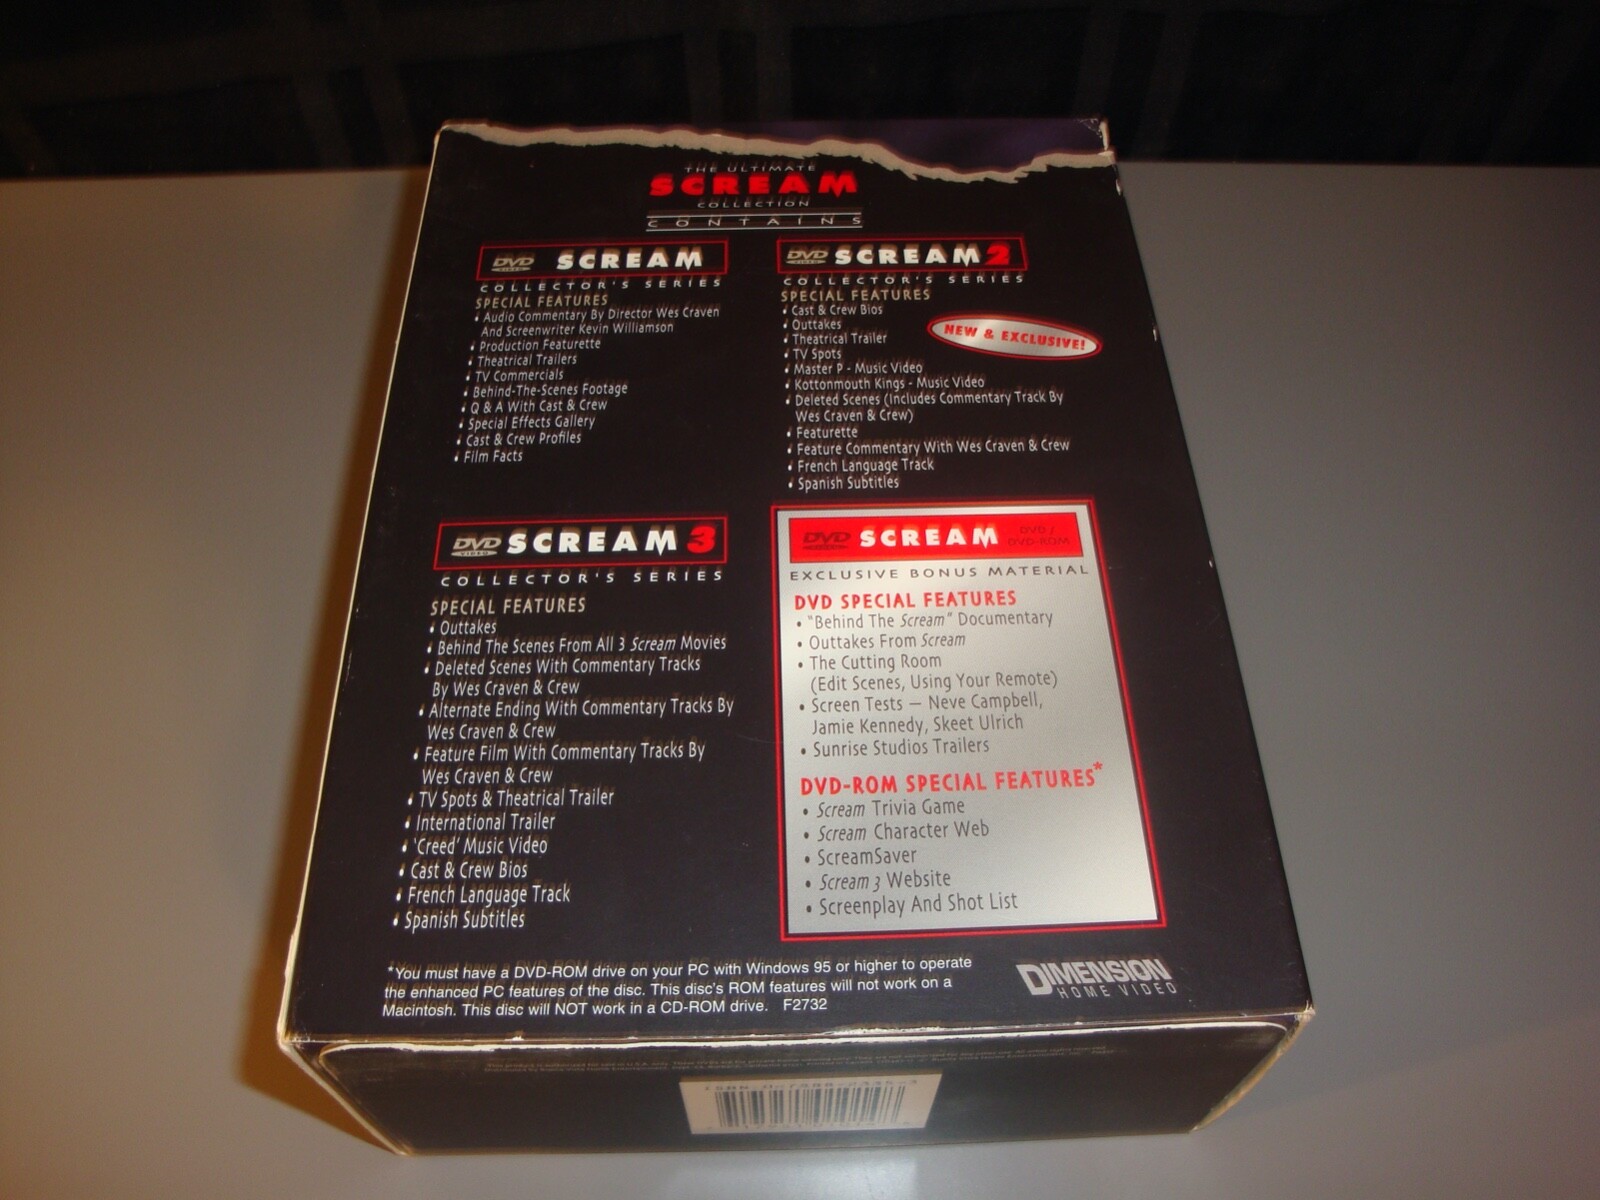 THE ULTIMATE
SCREAM
COLLECTION
CONTAINS
DVD VIDEO SCREAM
COLLECTOR'S SERIES
SPECIAL FEATURES
• Audio Commentary By Director Wes Craven
And Screenwriter Kevin Williamson
• Production Featurette
• Theatrical Trailers
• TV Commercials
• Behind-The-Scenes Footage
• Q & A With Cast & Crew
• Special Effects Gallery
• Cast & Crew Profiles
• Film Facts
DVD VIDEO SCREAM 2
COLLECTOR'S SERIES
SPECIAL FEATURES
• Cast & Crew Bios
• Outtakes
• Theatrical Trailer
• TV Spots
• Master P - Music Video
• Kottonmouth Kings - Music Video
• Deleted Scenes (Includes Commentary Track By
Wes Craven & Crew)
• Featurette
• Feature Commentary With Wes Craven & Crew
• French Language Track
• Spanish Subtitles
NEW & EXCLUSIVE!
DVD VIDEO SCREAM 3
COLLECTOR'S SERIES
SPECIAL FEATURES
• Outtakes
• Behind The Scenes From All 3 Scream Movies
• Deleted Scenes With Commentary Tracks
By Wes Craven & Crew
• Alternate Ending With Commentary Tracks By
Wes Craven & Crew
• Feature Film With Commentary Tracks By
Wes Craven & Crew
• TV Spots & Theatrical Trailer
• International Trailer
• 'Creed' Music Video
• Cast & Crew Bios
• French Language Track
• Spanish Subtitles
DVD VIDEO SCREAM DVD / DVD-ROM
EXCLUSIVE BONUS MATERIAL
DVD SPECIAL FEATURES
• "Behind The Scream" Documentary
• Outtakes From Scream
• The Cutting Room
(Edit Scenes, Using Your Remote)
• Screen Tests — Neve Campbell,
Jamie Kennedy, Skeet Ulrich
• Sunrise Studios Trailers
DVD-ROM SPECIAL FEATURES*
• Scream Trivia Game
• Scream Character Web
• ScreamSaver
• Scream 3 Website
• Screenplay And Shot List
*You must have a DVD-ROM drive on your PC with Windows 95 or higher to operate
the enhanced PC features of the disc. This disc's ROM features will not work on a
Macintosh. This disc will NOT work in a CD-ROM drive. F2732
DIMENSION
HOME VIDEO